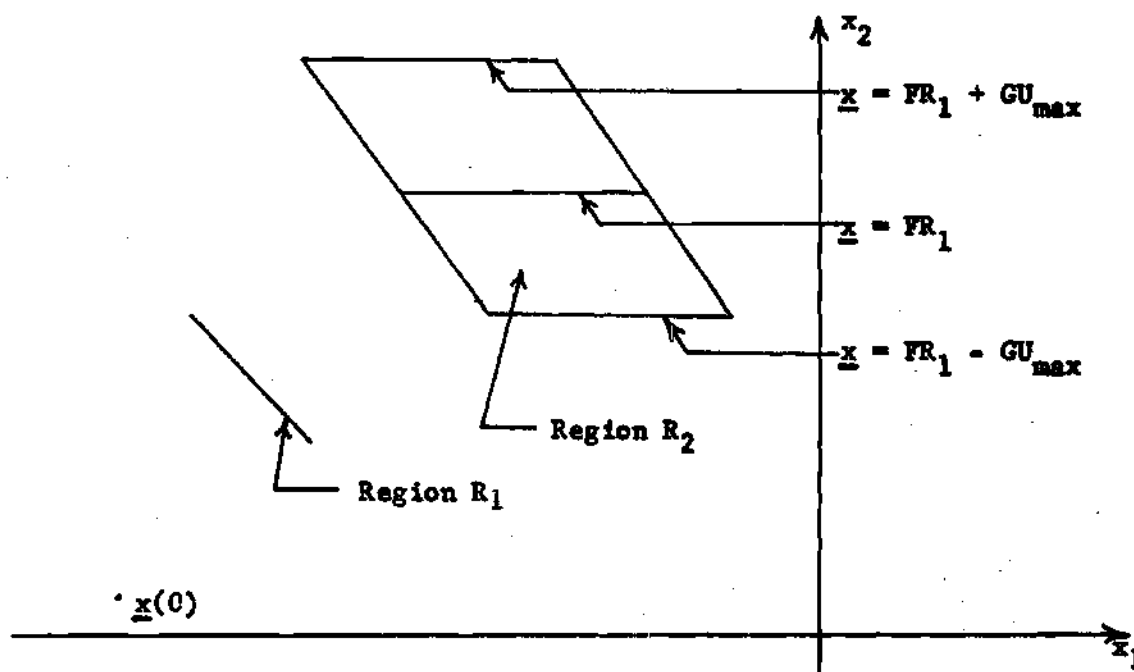 x₂
x = FR₁ + GUmax
x = FR₁
x = FR₁ - GUmax
Region R₂
Region R₁
x(0)
x₁